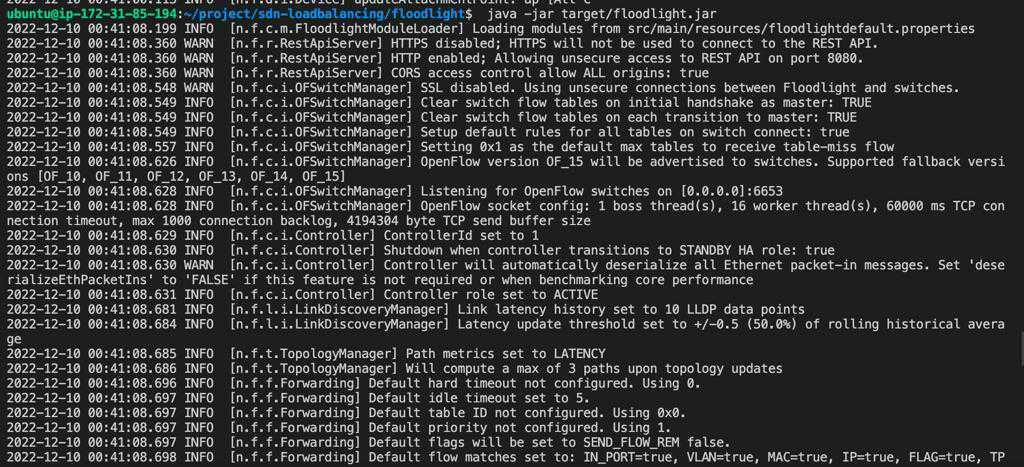 ubuntu@ip-172-31-85-194:~/project/sdn-loadbalancing/floodlight$ java -jar target/floodlight.jar
2022-12-10 00:41:08.199 INFO [n.f.c.m.FloodlightModuleLoader] Loading modules from src/main/resources/floodlightdefault.properties
2022-12-10 00:41:08.360 WARN [n.f.r.RestApiServer] HTTPS disabled; HTTPS will not be used to connect to the REST API.
2022-12-10 00:41:08.360 WARN [n.f.r.RestApiServer] HTTP enabled; Allowing unsecure access to REST API on port 8080.
2022-12-10 00:41:08.360 WARN [n.f.r.RestApiServer] CORS access control allow ALL origins: true
2022-12-10 00:41:08.548 WARN [n.f.c.i.OFSwitchManager] SSL disabled. Using unsecure connections between Floodlight and switches.
2022-12-10 00:41:08.549 INFO [n.f.c.i.OFSwitchManager] Clear switch flow tables on initial handshake as master: TRUE
2022-12-10 00:41:08.549 INFO [n.f.c.i.OFSwitchManager] Clear switch flow tables on each transition to master: TRUE
2022-12-10 00:41:08.549 INFO [n.f.c.i.OFSwitchManager] Setup default rules for all tables on switch connect: true
2022-12-10 00:41:08.557 INFO [n.f.c.i.OFSwitchManager] Setting 0x1 as the default max tables to receive table-miss flow
2022-12-10 00:41:08.626 INFO [n.f.c.i.OFSwitchManager] OpenFlow version OF_15 will be advertised to switches. Supported fallback versi
ons [OF_10, OF_11, OF_12, OF_13, OF_14, OF_15]
2022-12-10 00:41:08.628 INFO [n.f.c.i.OFSwitchManager] Listening for OpenFlow switches on [0.0.0.0]:6653
2022-12-10 00:41:08.628 INFO [n.f.c.i.OFSwitchManager] OpenFlow socket config: 1 boss thread(s), 16 worker thread(s), 60000 ms TCP con
nection timeout, max 1000 connection backlog, 4194304 byte TCP send buffer size
2022-12-10 00:41:08.629 INFO [n.f.c.i.Controller] ControllerId set to 1
2022-12-10 00:41:08.630 INFO [n.f.c.i.Controller] Shutdown when controller transitions to STANDBY HA role: true
2022-12-10 00:41:08.630 WARN [n.f.c.i.Controller] Controller will automatically deserialize all Ethernet packet-in messages. Set 'dese
rializeEthPacketIns' to 'FALSE' if this feature is not required or when benchmarking core performance
2022-12-10 00:41:08.631 INFO [n.f.c.i.Controller] Controller role set to ACTIVE
2022-12-10 00:41:08.681 INFO [n.f.l.i.LinkDiscoveryManager] Link latency history set to 10 LLDP data points
2022-12-10 00:41:08.684 INFO [n.f.l.i.LinkDiscoveryManager] Latency update threshold set to +/-0.5 (50.0%) of rolling historical avera
ge
2022-12-10 00:41:08.685 INFO [n.f.t.TopologyManager] Path metrics set to LATENCY
2022-12-10 00:41:08.686 INFO [n.f.t.TopologyManager] Will compute a max of 3 paths upon topology updates
2022-12-10 00:41:08.696 INFO [n.f.f.Forwarding] Default hard timeout not configured. Using 0.
2022-12-10 00:41:08.697 INFO [n.f.f.Forwarding] Default idle timeout set to 5.
2022-12-10 00:41:08.697 INFO [n.f.f.Forwarding] Default table ID not configured. Using 0x0.
2022-12-10 00:41:08.697 INFO [n.f.f.Forwarding] Default priority not configured. Using 1.
2022-12-10 00:41:08.697 INFO [n.f.f.Forwarding] Default flags will be set to SEND_FLOW_REM false.
2022-12-10 00:41:08.698 INFO [n.f.f.Forwarding] Default flow matches set to: IN_PORT=true, VLAN=true, MAC=true, IP=true, FLAG=true, TP